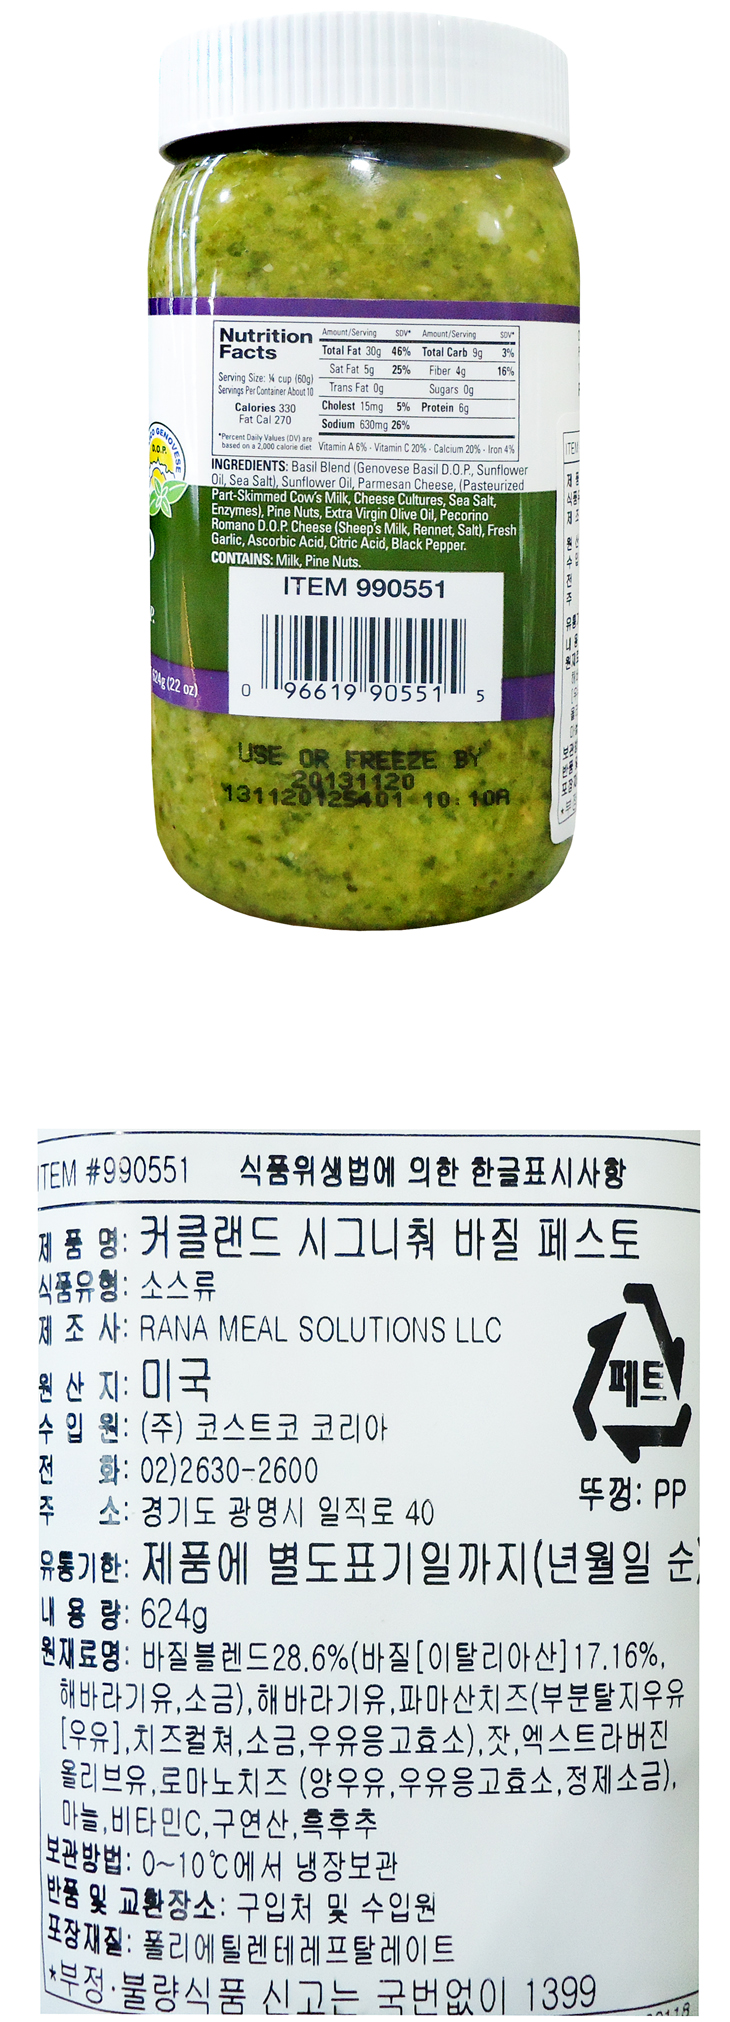 Nutrition
Facts
Serving Size: ¼ cup (60g)
Servings Per Container About 10
Calories 330
Fat Cal 270
*Percent Daily Values (DV) are
based on a 2,000 calorie diet
Amount/Serving %DV* Amount/Serving %DV*
Total Fat 30g 46% Total Carb 9g 3%
Sat Fat 5g 25% Fiber 4g 16%
Trans Fat 0g Sugars 0g
Cholest 15mg 5% Protein 6g
Sodium 630mg 26%
Vitamin A 6% · Vitamin C 20% · Calcium 20% · Iron 4%
GENOVESE
D.O.P.
INGREDIENTS: Basil Blend (Genovese Basil D.O.P., Sunflower
Oil, Sea Salt), Sunflower Oil, Parmesan Cheese, (Pasteurized
Part-Skimmed Cow's Milk, Cheese Cultures, Sea Salt,
Enzymes), Pine Nuts, Extra Virgin Olive Oil, Pecorino
Romano D.O.P. Cheese (Sheep's Milk, Rennet, Salt), Fresh
Garlic, Ascorbic Acid, Citric Acid, Black Pepper.
CONTAINS: Milk, Pine Nuts.
ITEM 990551
0 96619 90551 5
624g (22 oz)
USE OR FREEZE BY
20131120
131120125401 10:10A
ITEM #990551 식품위생법에 의한 한글표시사항
제 품 명: 커클랜드 시그니춰 바질 페스토
식품유형: 소스류
제 조 사: RANA MEAL SOLUTIONS LLC
원 산 지: 미국
수 입 원: (주) 코스트코 코리아
전 화: 02)2630-2600
주 소: 경기도 광명시 일직로 40
페트
뚜껑: PP
유통기한: 제품에 별도표기일까지(년월일 순)
내 용 량: 624g
원재료명: 바질블렌드28.6%(바질[이탈리아산]17.16%,
해바라기유,소금),해바라기유,파마산치즈(부분탈지우유
[우유],치즈컬쳐,소금,우유응고효소),잣,엑스트라버진
올리브유,로마노치즈 (양우유,우유응고효소,정제소금),
마늘,비타민C,구연산,흑후추
보관방법: 0~10℃에서 냉장보관
반품 및 교환장소: 구입처 및 수입원
포장재질: 폴리에틸렌테레프탈레이트
*부정·불량식품 신고는 국번없이 1399